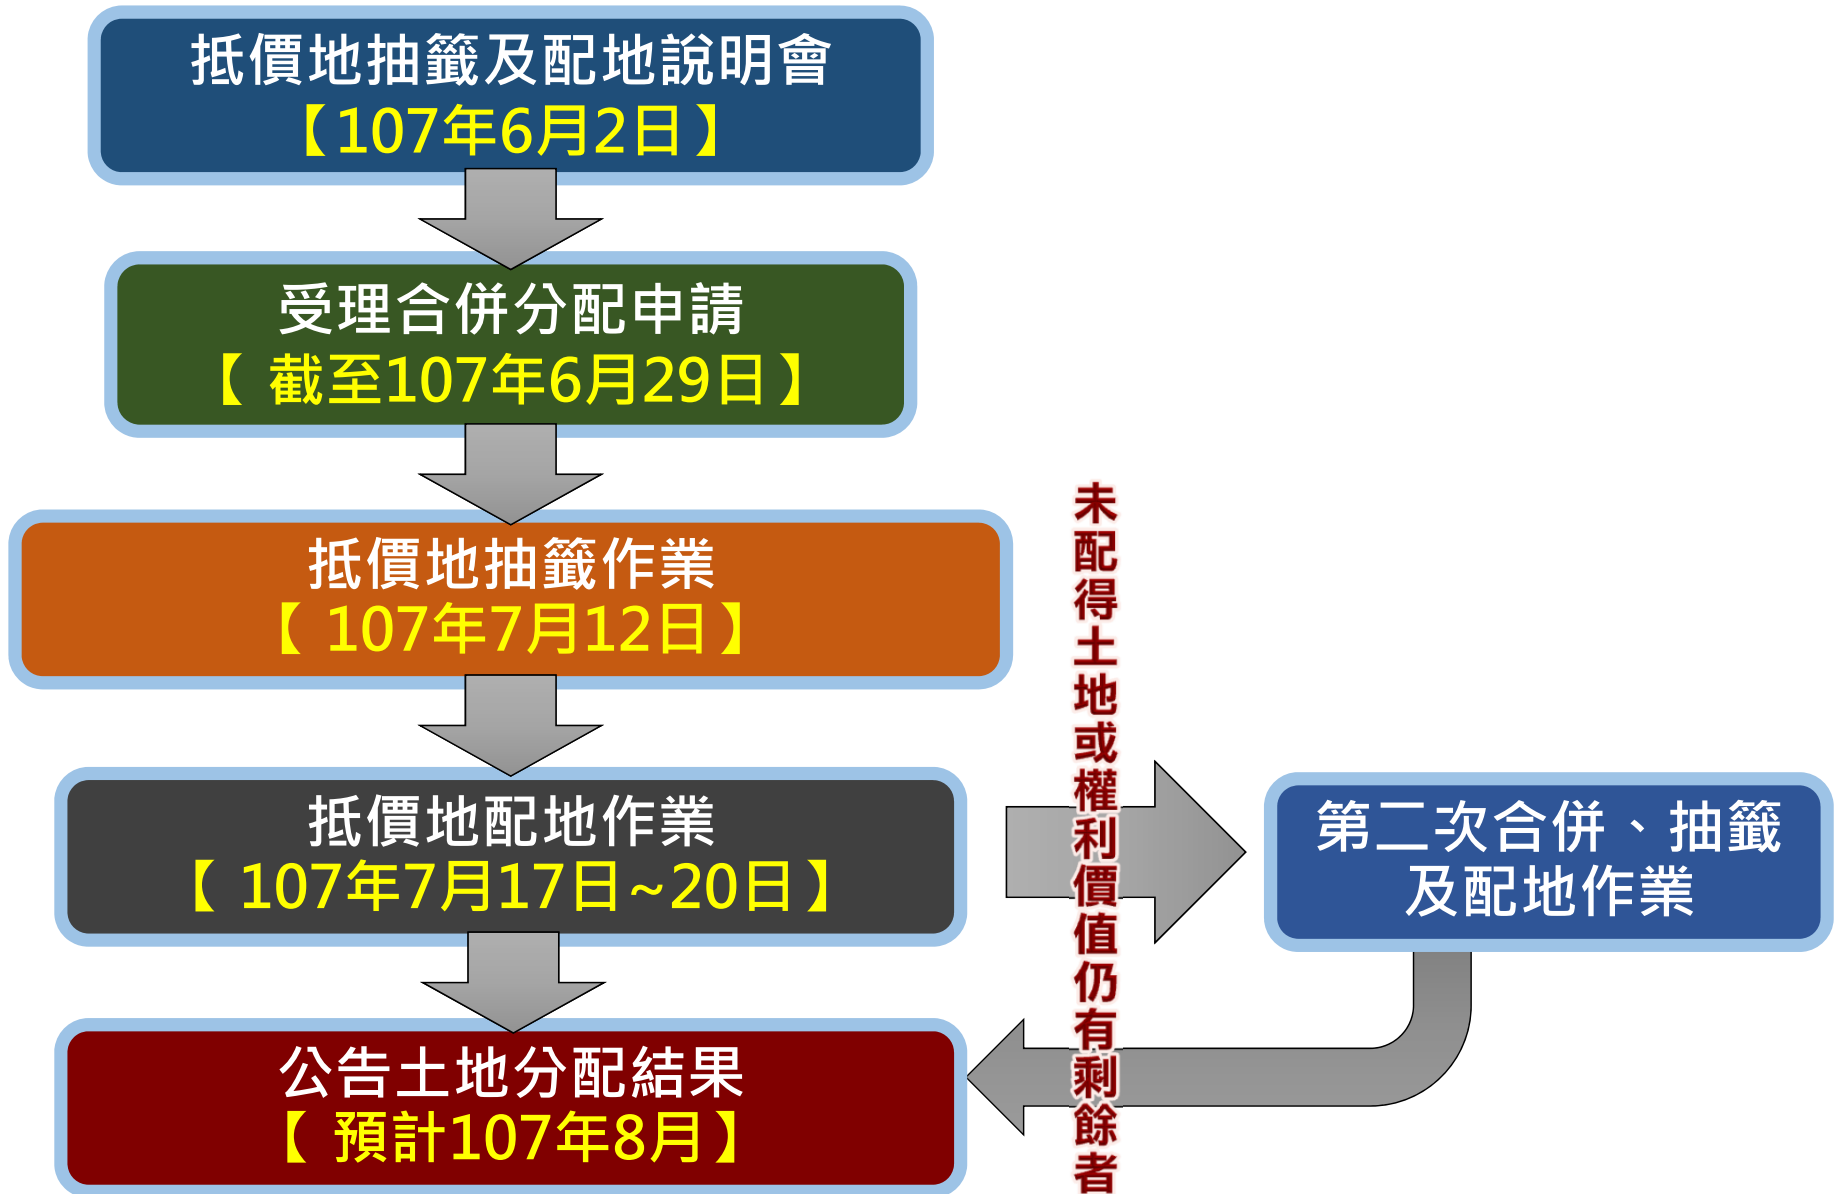 抵價地抽籤及配地說明會
【107年6月2日】
受理合併分配申請
【 截至107年6月29日】
抵價地抽籤作業
【 107年7月12日】
抵價地配地作業
【 107年7月17日~20日】
未配得土地或權利價值仍有剩餘者
第二次合併、抽籤
及配地作業
公告土地分配結果
【 預計107年8月】